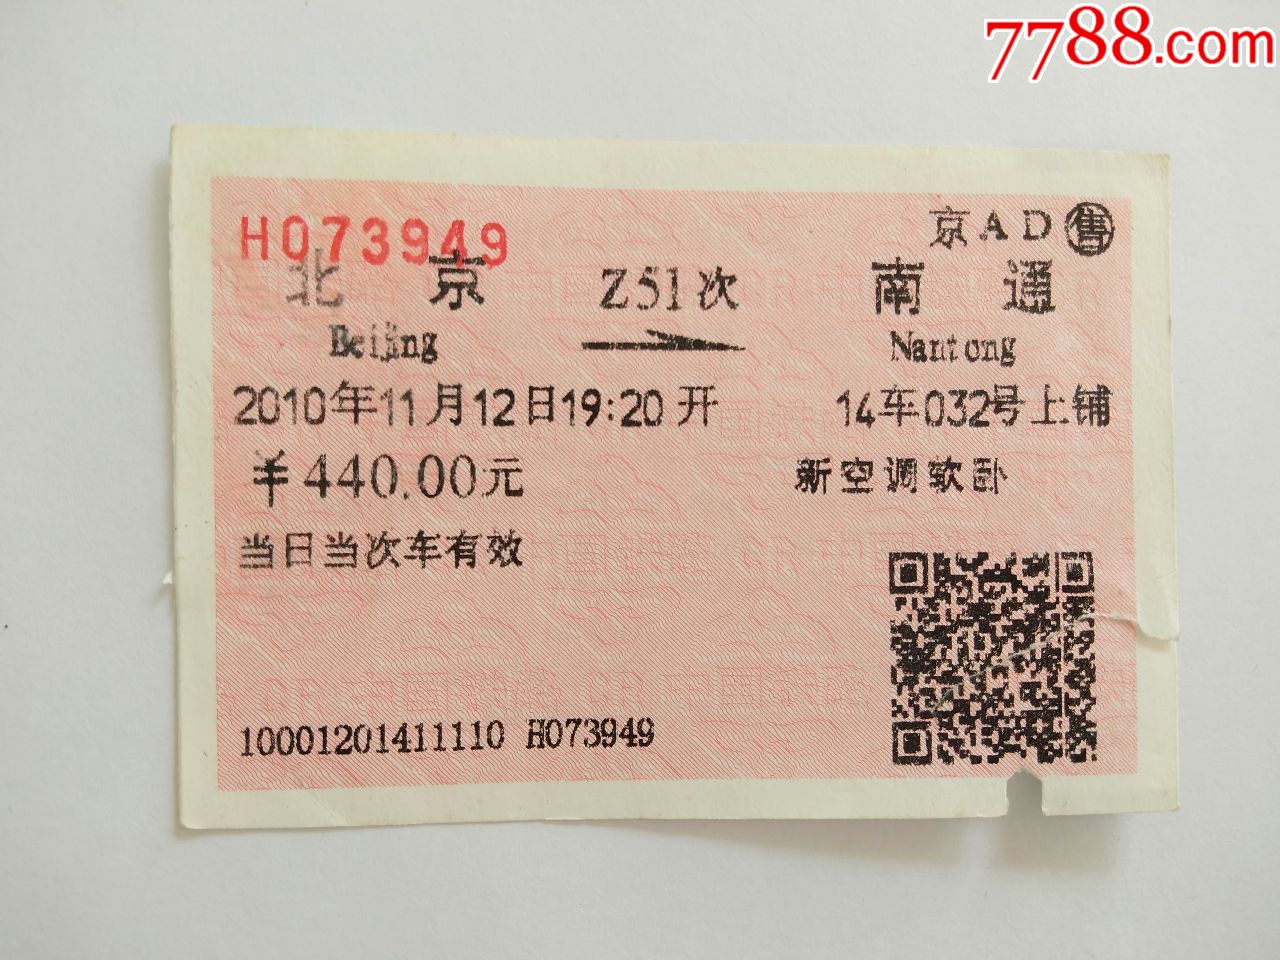 7788.com
H073949
京AD售
北京 Z51次 南通
Beijing Nantong
2010年11月12日19:20开 14车032号上铺
￥440.00元 新空调软卧
当日当次车有效
10001201411110 H073949